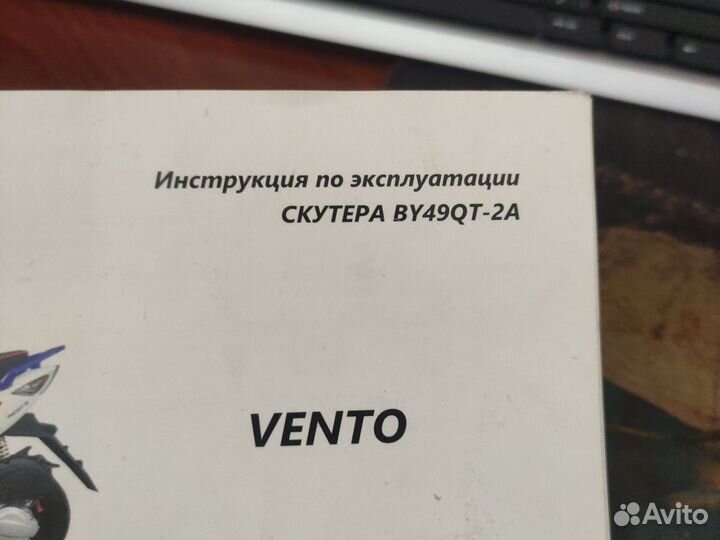 Инструкция по эксплуатации
СКУТЕРА BY49QT-2A
VENTO
Avito